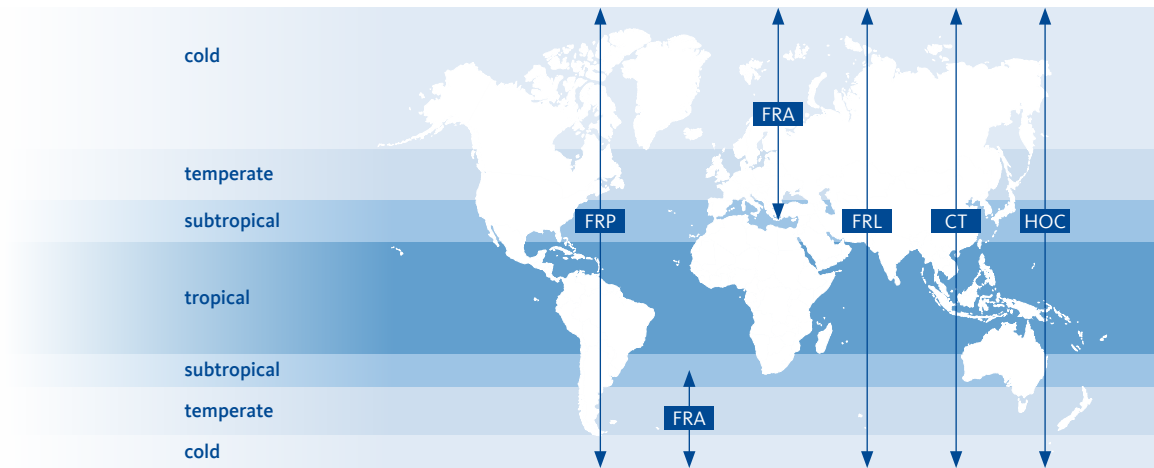 cold
FRA
temperate
subtropical
FRP
FRL
CT
HOC
tropical
subtropical
temperate
FRA
cold